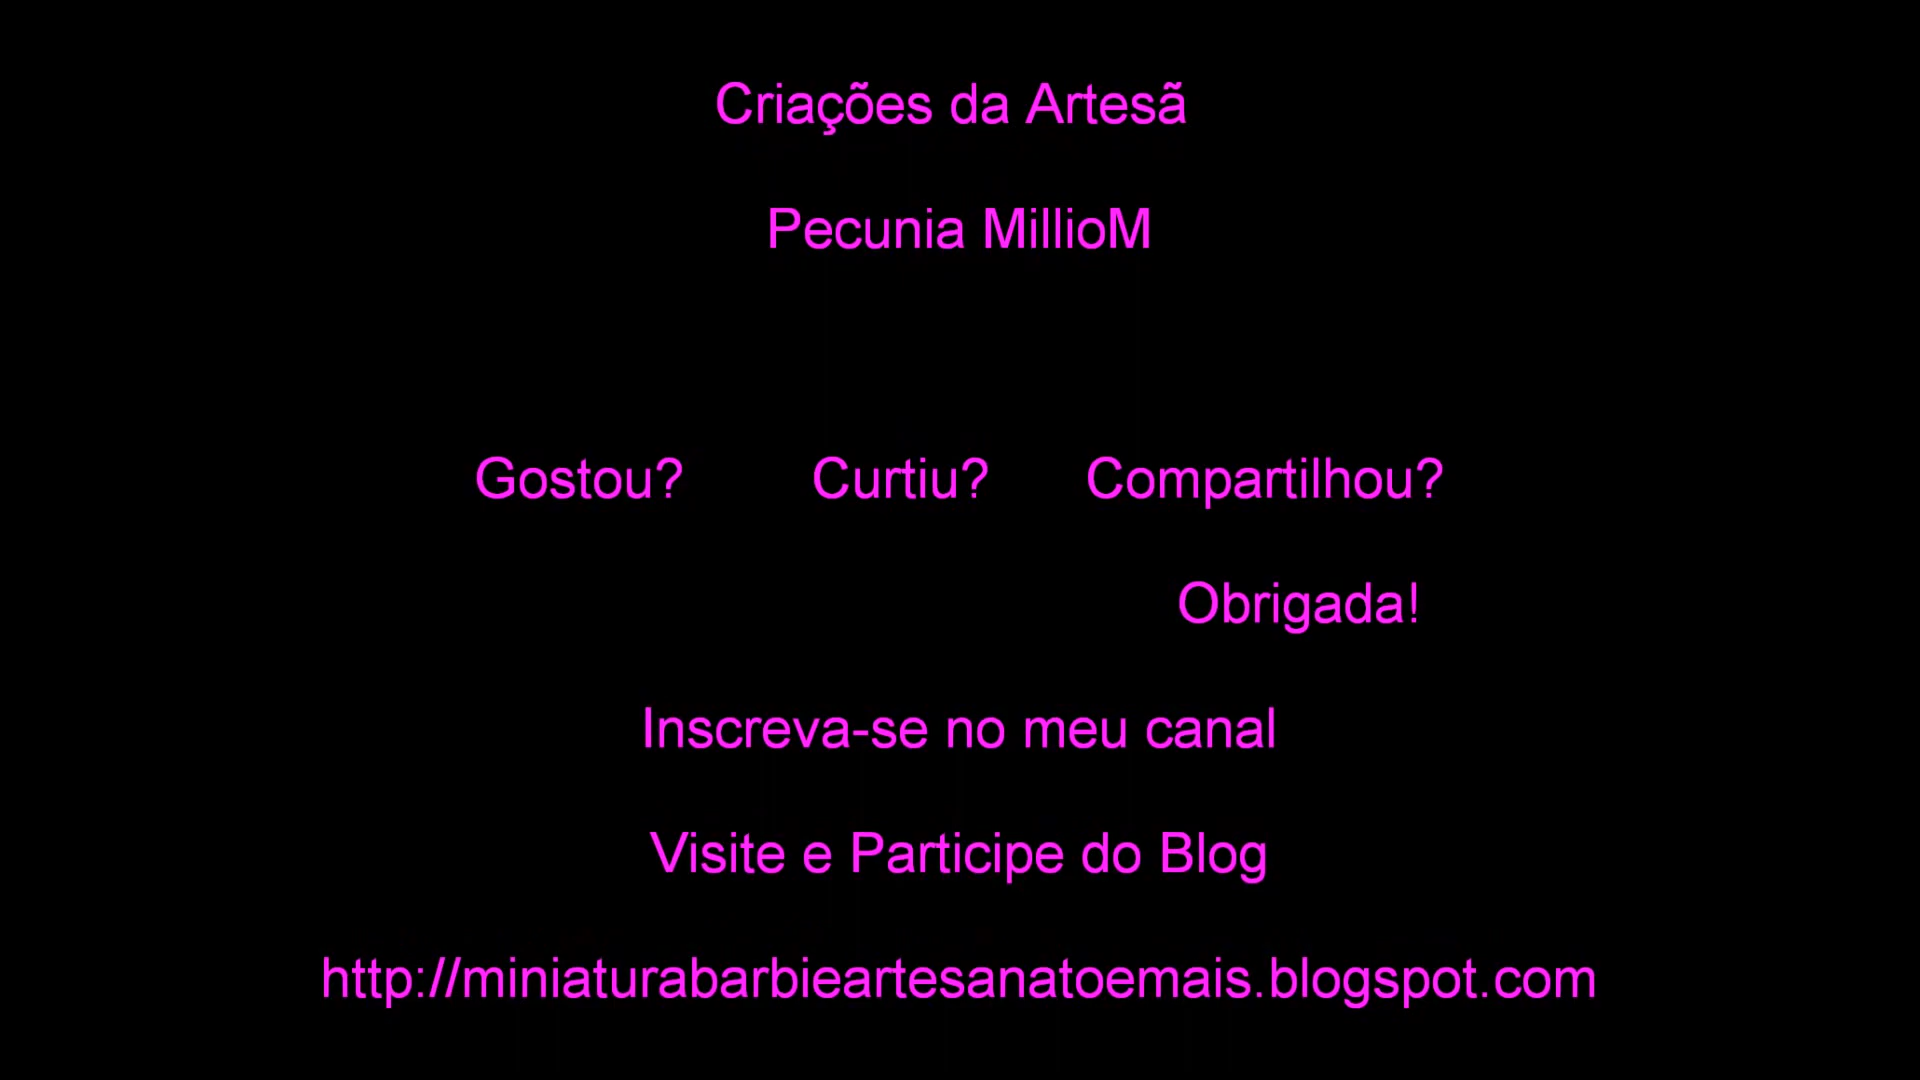 Criações da Artesã
Pecunia MillioM
Gostou? Curtiu? Compartilhou?
Obrigada!
Inscreva-se no meu canal
Visite e Participe do Blog
http://miniaturabarbieartesanatoemais.blogspot.com